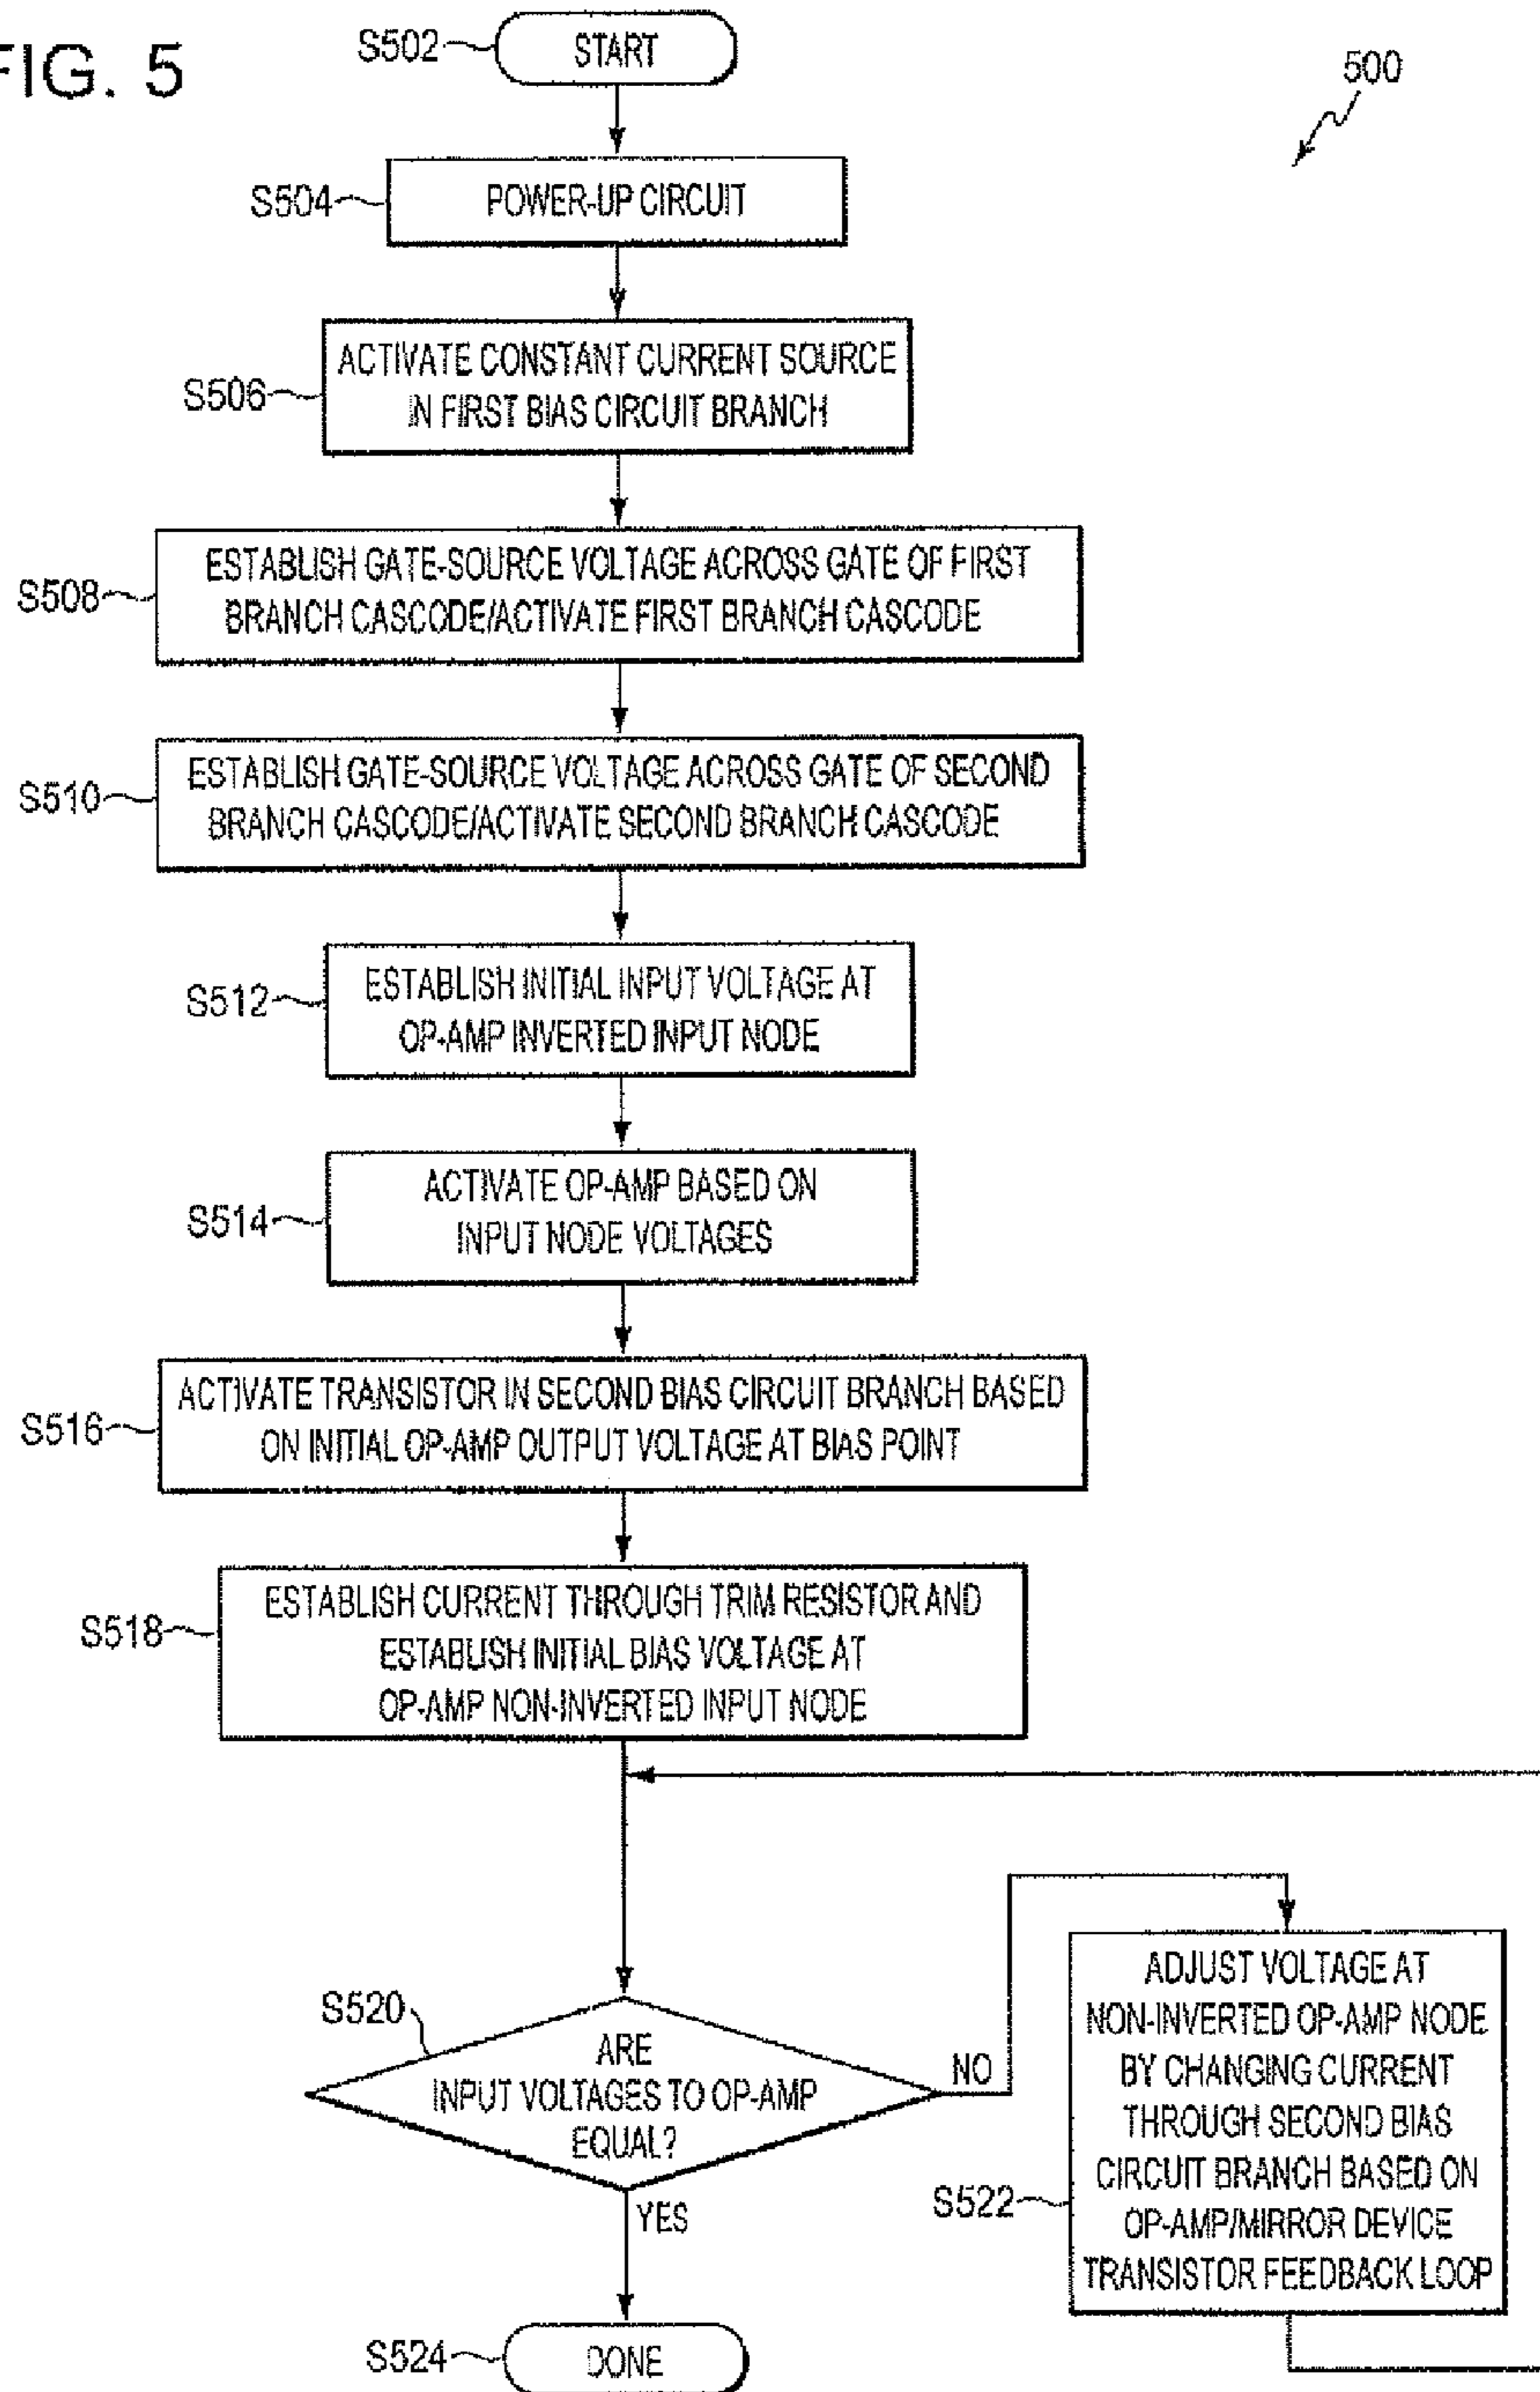 FIG. 5
500
S502
START
S504
POWER-UP CIRCUIT
S506
ACTIVATE CONSTANT CURRENT SOURCE
IN FIRST BIAS CIRCUIT BRANCH
S508
ESTABLISH GATE-SOURCE VOLTAGE ACROSS GATE OF FIRST
BRANCH CASCODE/ACTIVATE FIRST BRANCH CASCODE
S510
ESTABLISH GATE-SOURCE VOLTAGE ACROSS GATE OF SECOND
BRANCH CASCODE/ACTIVATE SECOND BRANCH CASCODE
S512
ESTABLISH INITIAL INPUT VOLTAGE AT
OP-AMP INVERTED INPUT NODE
S514
ACTIVATE OP-AMP BASED ON
INPUT NODE VOLTAGES
S516
ACTIVATE TRANSISTOR IN SECOND BIAS CIRCUIT BRANCH BASED
ON INITIAL OP-AMP OUTPUT VOLTAGE AT BIAS POINT
S518
ESTABLISH CURRENT THROUGH TRIM RESISTOR AND
ESTABLISH INITIAL BIAS VOLTAGE AT
OP-AMP NON-INVERTED INPUT NODE
S520
ARE
INPUT VOLTAGES TO OP-AMP
EQUAL?
NO
YES
S522
ADJUST VOLTAGE AT
NON-INVERTED OP-AMP NODE
BY CHANGING CURRENT
THROUGH SECOND BIAS
CIRCUIT BRANCH BASED ON
OP-AMP/MIRROR DEVICE
TRANSISTOR FEEDBACK LOOP
S524
DONE